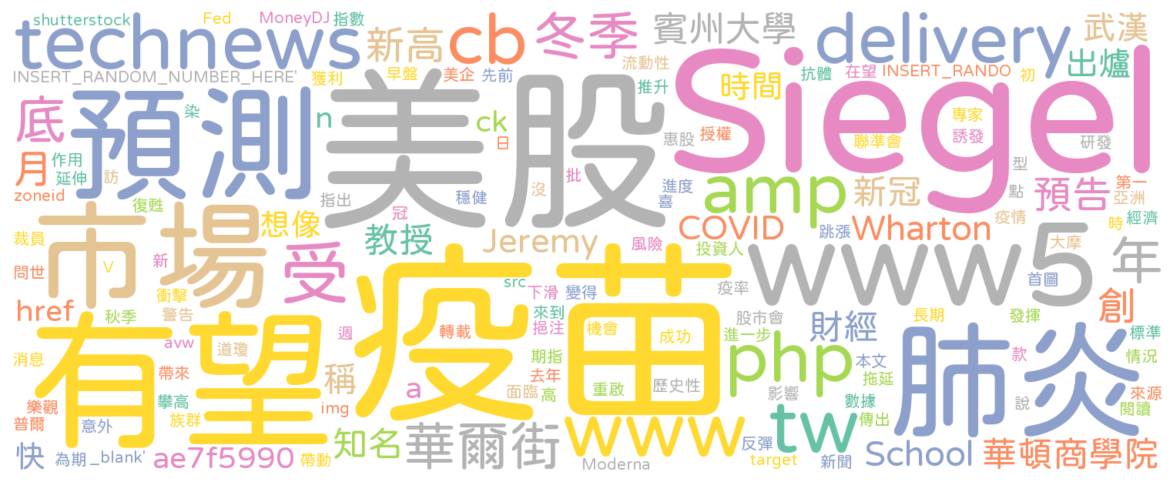 shutterstock Fed MoneyDJ 指數
technews 新高 cb 冬季 賓州大學 delivery 武漢
INSERT_RANDOM_NUMBER_HERE' 獲利 早盤 美企 先前 流動性 抗體 在望 INSERT_RANDO 初 出爐
底 預測 美股 推升 時間 Siegel
染 n ck 日 惠股 授權 聯準會 專家 誘發 研發
月 作用 延伸 訪 指出 穩健 沒 批 進度 喜 amp 新冠 型 點 預告 第一 亞洲
zoneid 復甦 冠 教授 Jeremy 風險 COVID 投資人 跳漲 Wharton 疫情 大摩 時 經濟
市場 想像 受 www5 年
裁員 問世 V 新 衝擊 警告 秋季 src 下滑 變得 來到 挹注 疫率 首圖
href 週 轉載 機會 成功 進一步 股市會 財經 長期 發揮 創 標準
有望 avw 道瓊 疫苗 期指 php 本文 拖延 肺炎 款 情況
消息 帶來 稱 a 面臨 去年 高 重啟 歷史性 影響 數據 說 來源 閱讀
樂觀 普爾 攀高 族群 img www tw 傳出
意外 知名 華爾街 反彈 School 華頓商學院
快 為期 _blank' ae7f5990 帶動 Moderna target 新聞